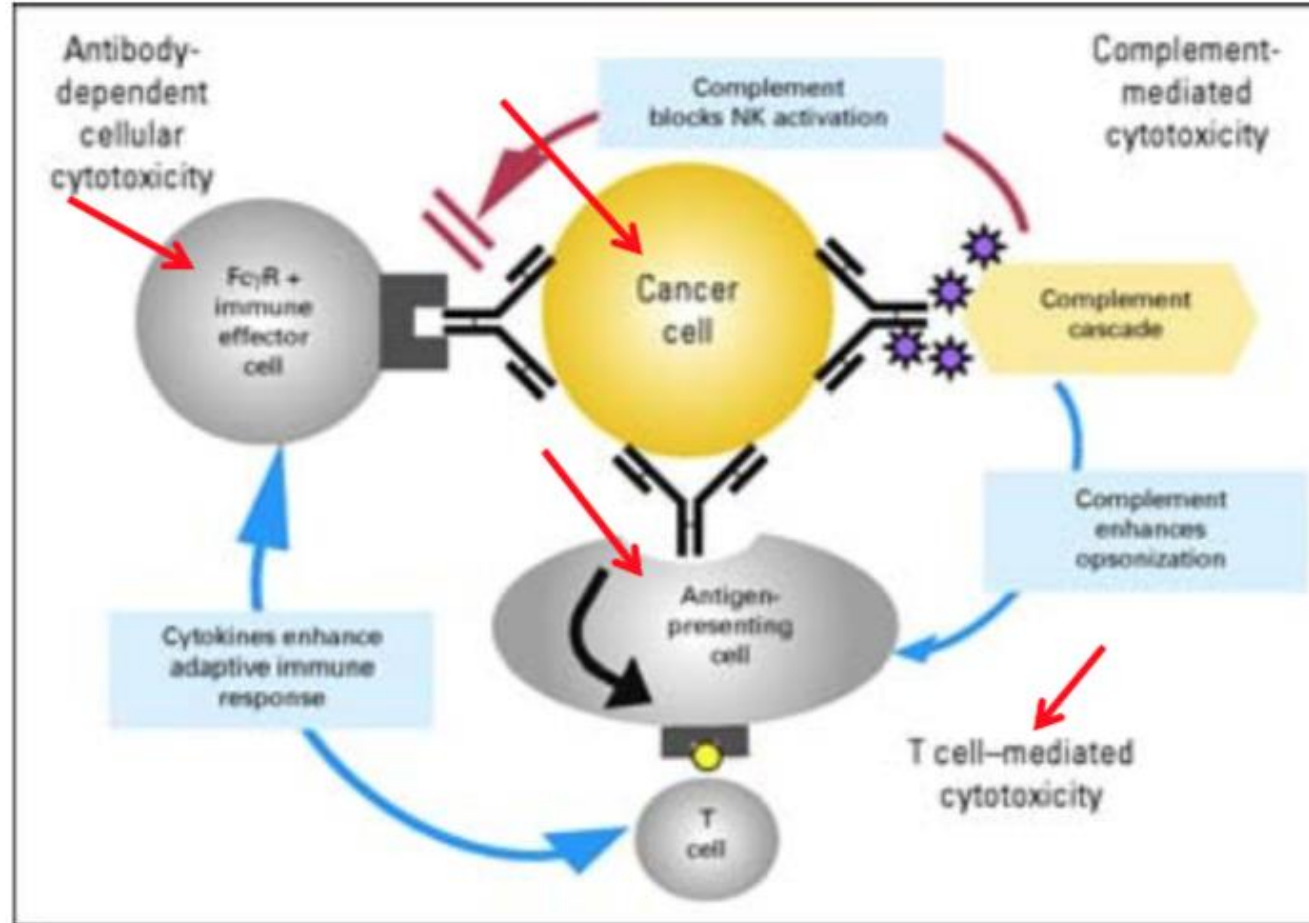 Antibody-
dependent
cellular
cytotoxicity
Complement
blocks NK activation
Complement-
mediated
cytotoxicity
FcγR +
immune
effector
cell
Cancer
cell
Complement
cascade
Complement
enhances
opsonization
Antigen-
presenting
cell
Cytokines enhance
adaptive immune
response
T cell–mediated
cytotoxicity
T
cell